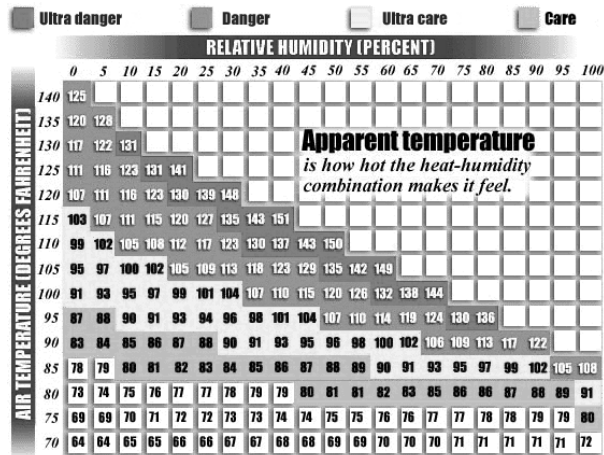 Ultra danger Danger Ultra care Care
RELATIVE HUMIDITY (PERCENT)
0 5 10 15 20 25 30 35 40 45 50 55 60 65 70 75 80 85 90 95 100
AIR TEMPERATURE (DEGREES FAHRENHEIT)
140 125
135 120 128
130 117 122 131
Apparent temperature
is how hot the heat-humidity
combination makes it feel.
125 111 116 123 131 141
120 107 111 116 123 130 139 148
115 103 107 111 115 120 127 135 143 151
110 99 102 105 108 112 117 123 130 137 143 150
105 95 97 100 102 105 109 113 118 123 129 135 142 149
100 91 93 95 97 99 101 104 107 110 115 120 126 132 138 144
95 87 88 90 91 93 94 96 98 101 104 107 110 114 119 124 130 136
90 83 84 85 86 87 88 90 91 93 95 96 98 100 102 106 109 113 117 122
85 78 79 80 81 82 83 84 85 86 87 88 89 90 91 93 95 97 99 102 105 108
80 73 74 75 76 77 77 78 79 79 80 81 81 82 83 85 86 86 87 88 89 91
75 69 69 70 71 72 72 73 73 74 74 75 75 76 76 77 77 78 78 79 79 80
70 64 64 65 65 66 66 67 67 68 68 69 69 70 70 70 70 71 71 71 71 72